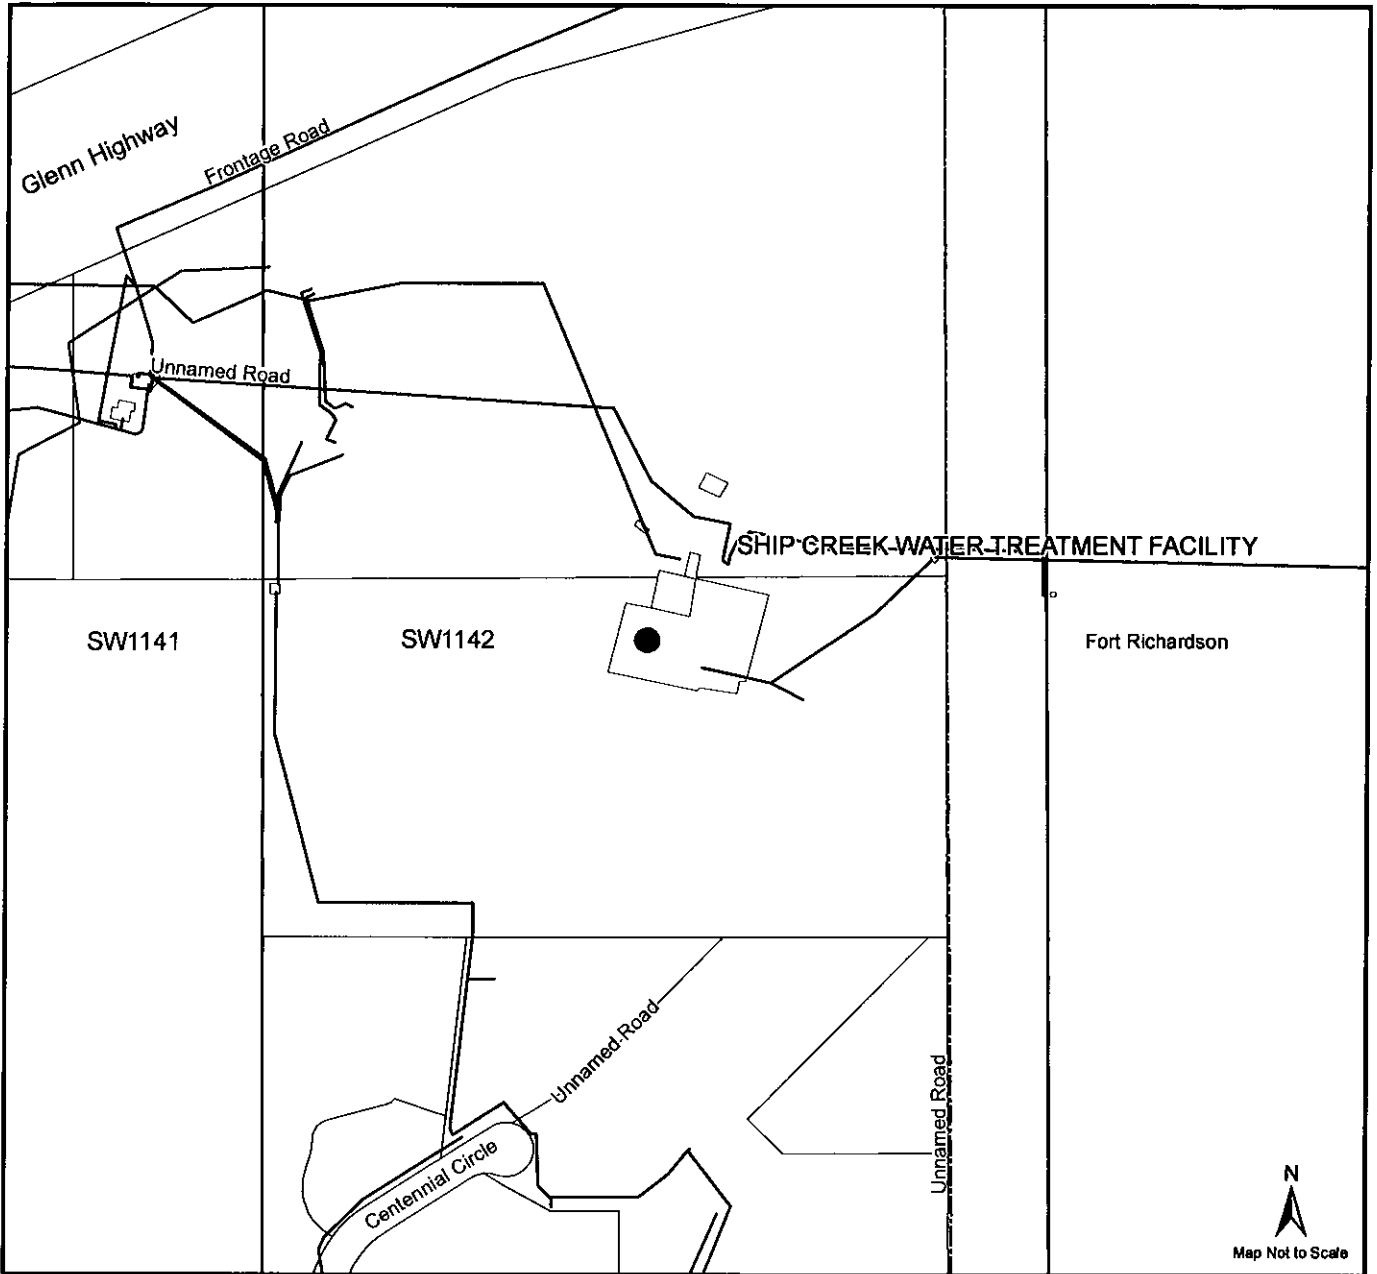 Glenn Highway
Frontage Road
Unnamed Road
SHIP CREEK WATER TREATMENT FACILITY
SW1141
SW1142
Fort Richardson
Unnamed Road
Unnamed Road
Centennial Circle
N
Map Not to Scale